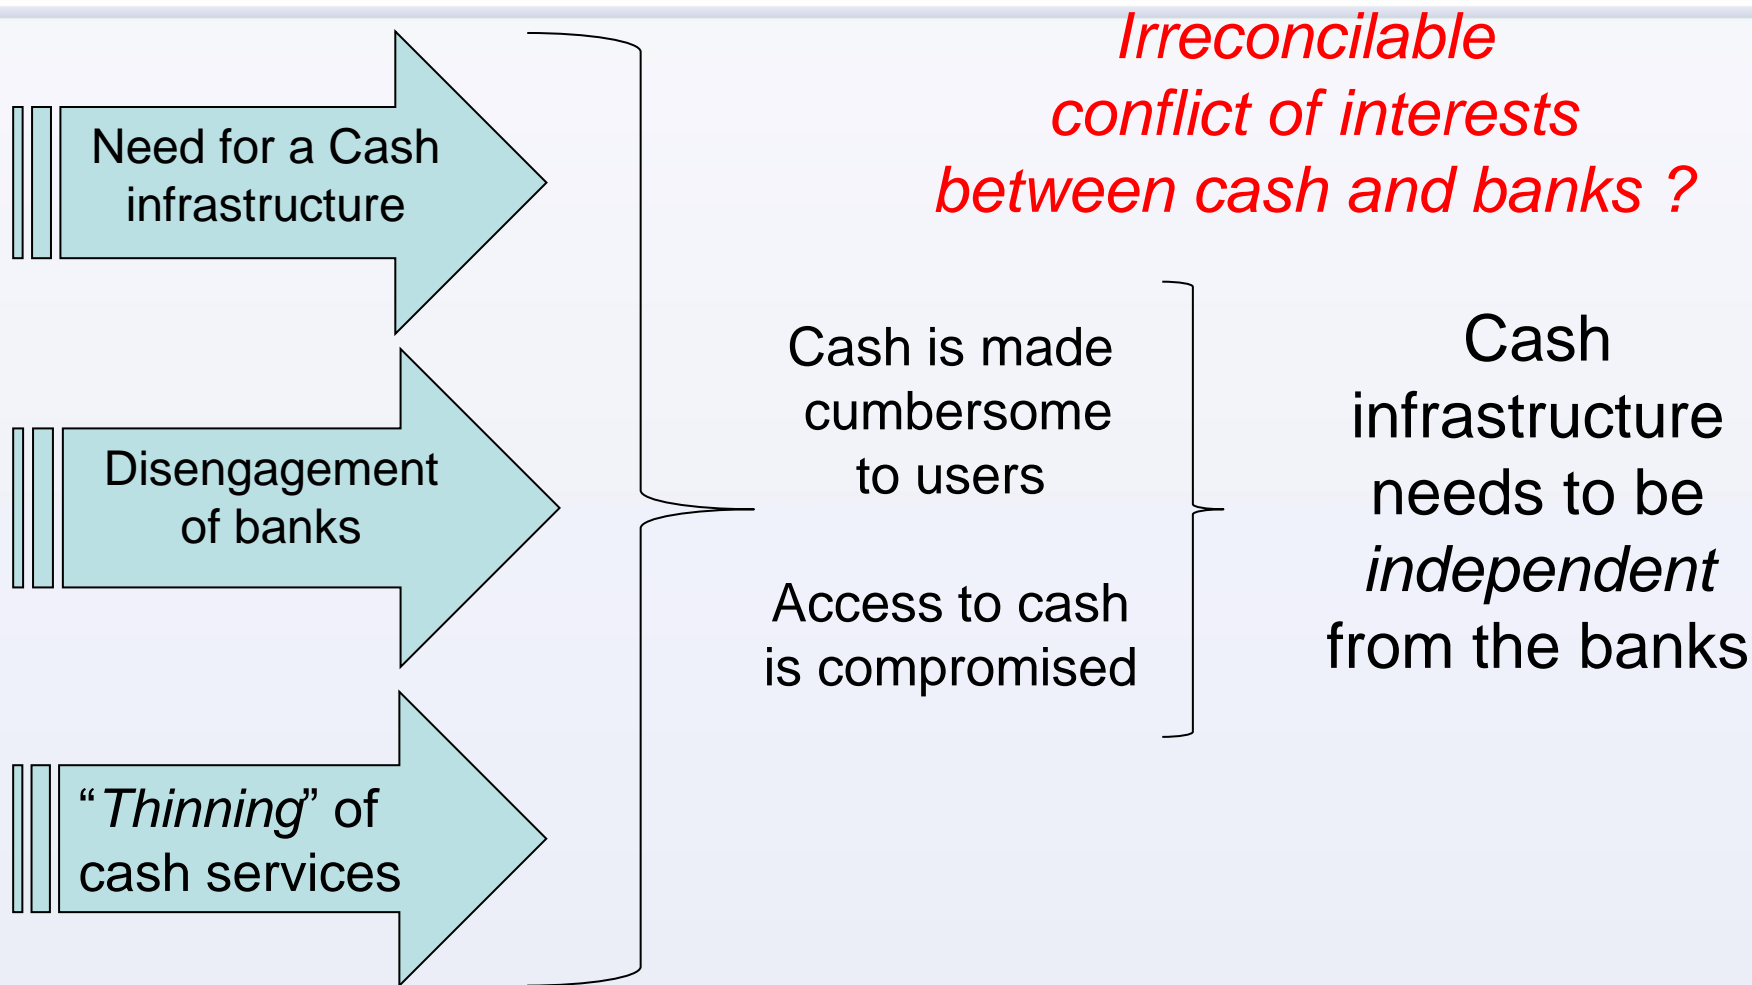 Irreconcilable
conflict of interests
between cash and banks ?
Need for a Cash
infrastructure
Disengagement
of banks
“Thinning” of
cash services
Cash is made
cumbersome
to users
Access to cash
is compromised
Cash
infrastructure
needs to be
independent
from the banks